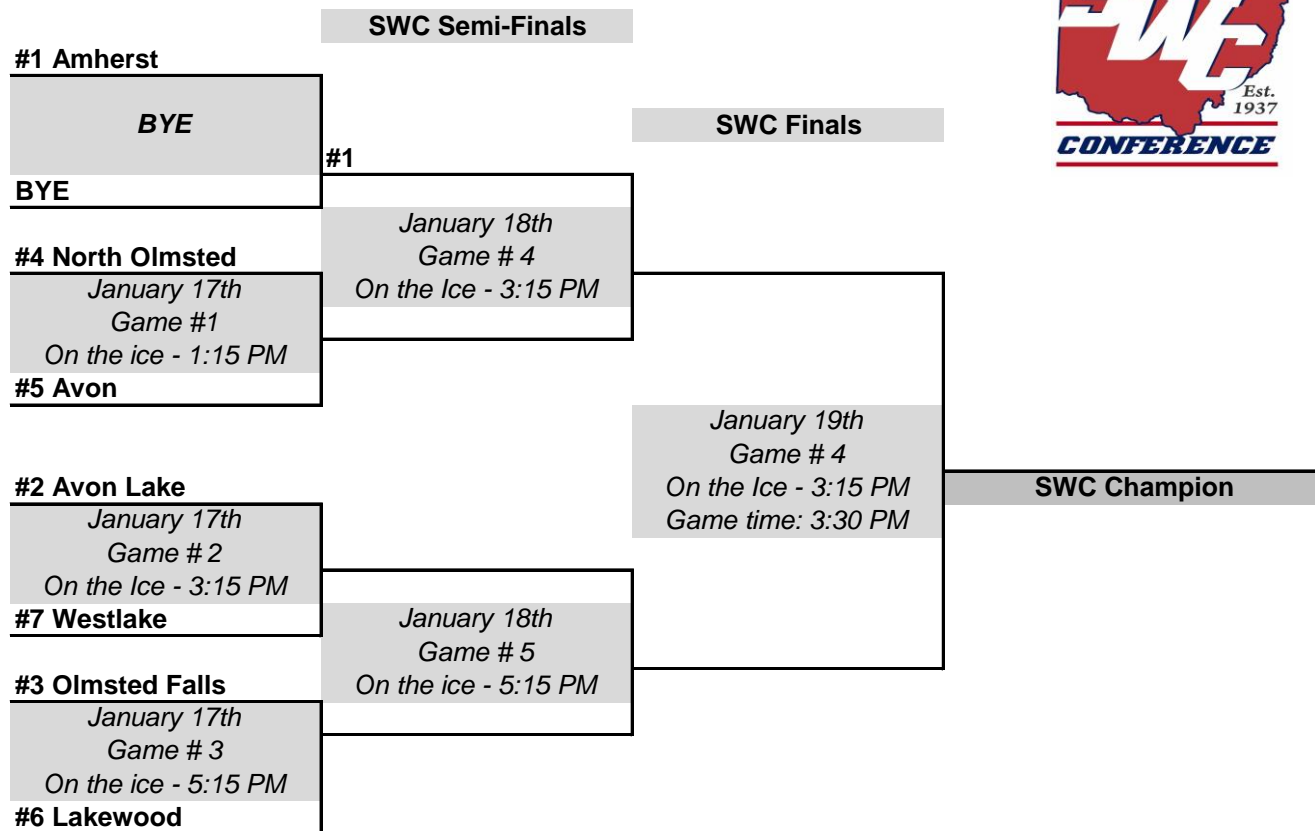 SWC Semi-Finals
#1 Amherst
BYE
SWC Finals
#1
BYE
Est.
1937
CONFERENCE
January 18th
Game # 4
On the Ice - 3:15 PM
#4 North Olmsted
January 17th
Game #1
On the ice - 1:15 PM
#5 Avon
January 19th
Game # 4
On the Ice - 3:15 PM
Game time: 3:30 PM
SWC Champion
#2 Avon Lake
January 17th
Game # 2
On the Ice - 3:15 PM
#7 Westlake
January 18th
Game # 5
On the ice - 5:15 PM
#3 Olmsted Falls
January 17th
Game # 3
On the ice - 5:15 PM
#6 Lakewood